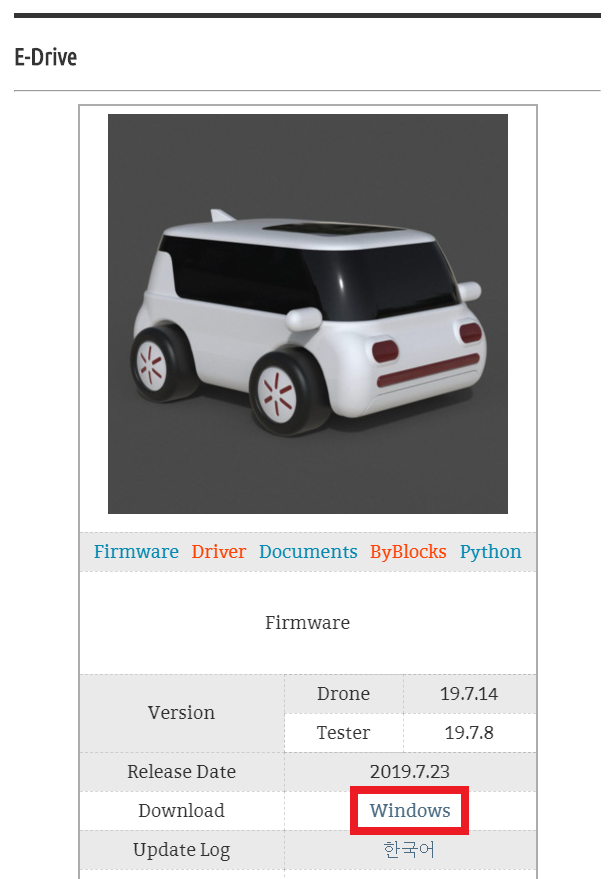 E-Drive
Firmware Driver Documents ByBlocks Python
Firmware
Version
Drone 19.7.14
Tester 19.7.8
Release Date 2019.7.23
Download Windows
Update Log 한국어